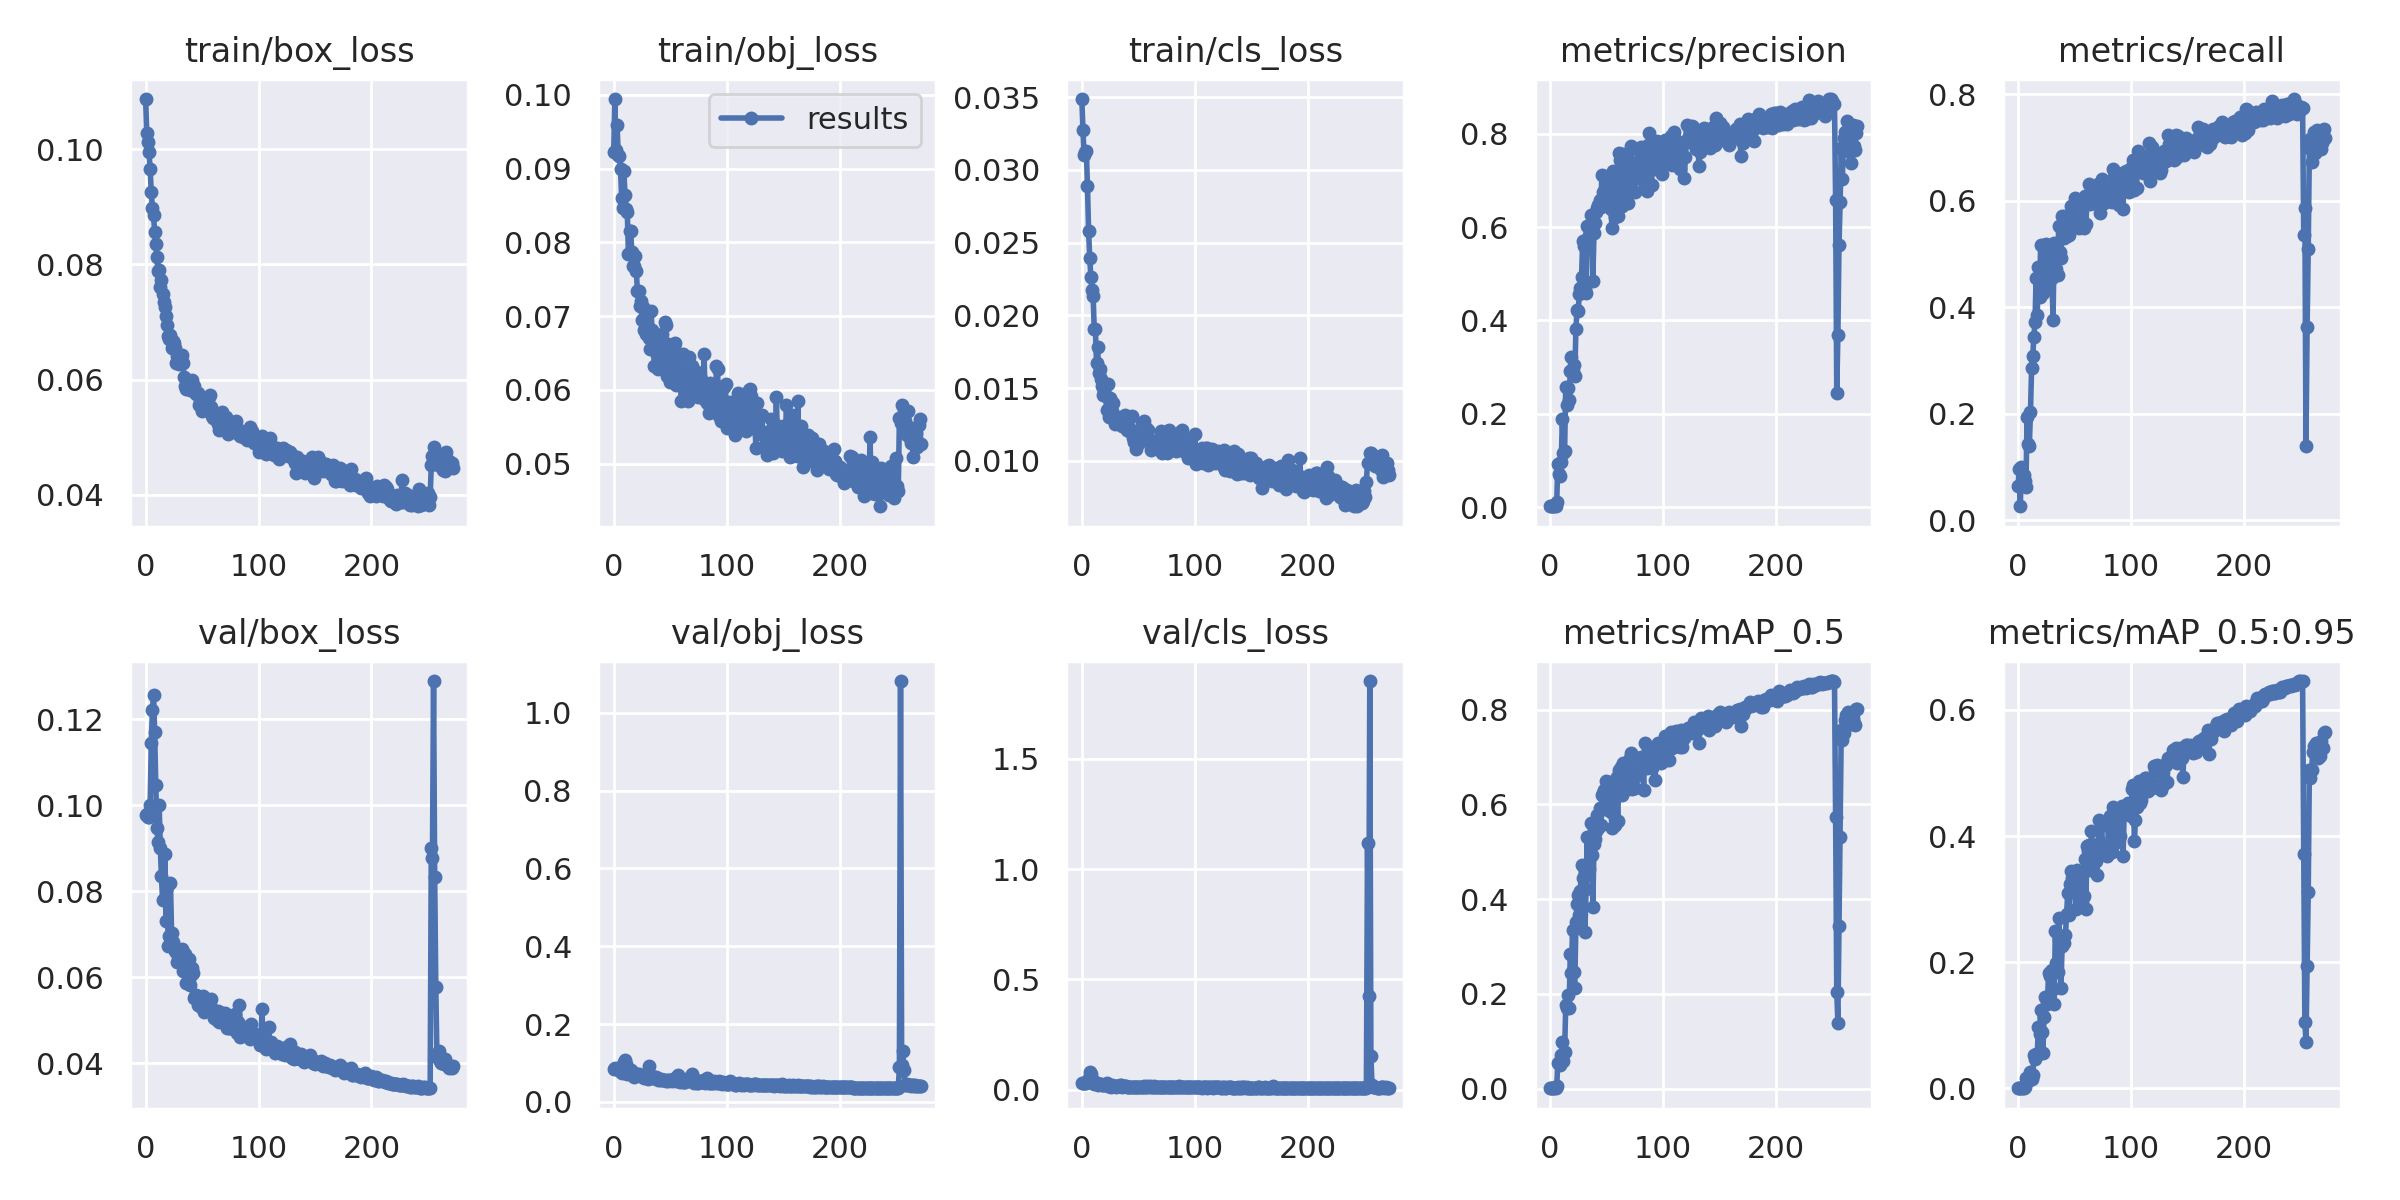 train/box_loss
0.10
0.08
0.06
0.04
0 100 200
train/obj_loss
results
0.10
0.09
0.08
0.07
0.06
0.05
0 100 200
train/cls_loss
0.035
0.030
0.025
0.020
0.015
0.010
0 100 200
metrics/precision
0.8
0.6
0.4
0.2
0.0
0 100 200
metrics/recall
0.8
0.6
0.4
0.2
0.0
0 100 200
val/box_loss
0.12
0.10
0.08
0.06
0.04
0 100 200
val/obj_loss
1.0
0.8
0.6
0.4
0.2
0.0
0 100 200
val/cls_loss
1.5
1.0
0.5
0.0
0 100 200
metrics/mAP_0.5
0.8
0.6
0.4
0.2
0.0
0 100 200
metrics/mAP_0.5:0.95
0.6
0.4
0.2
0.0
0 100 200